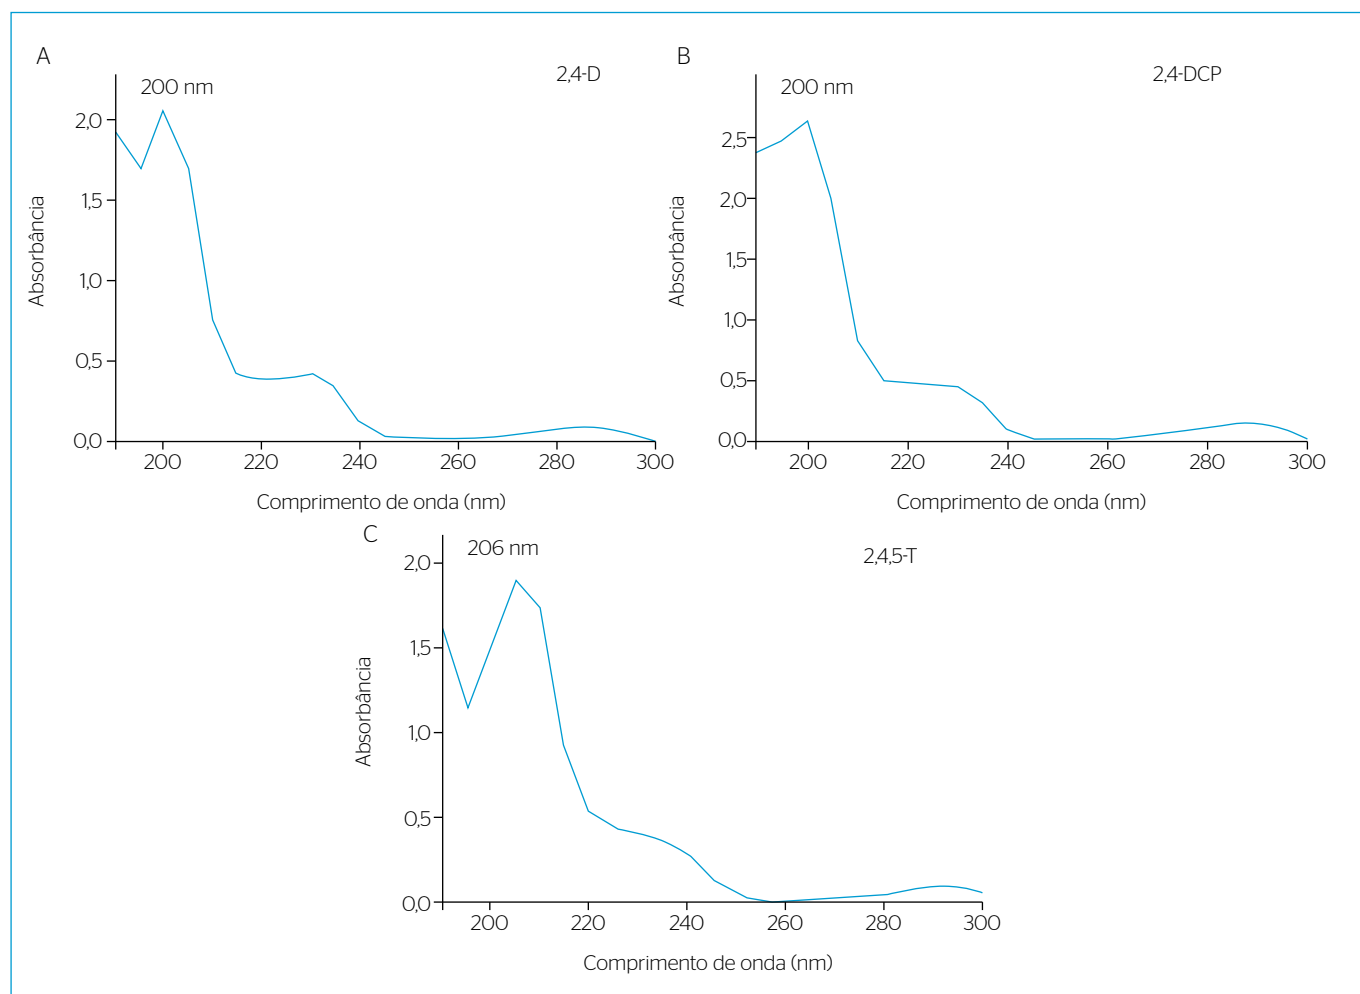 A
200 nm
2,4-D
2,0
1,5
1,0
0,5
0,0
Absorbância
200 220 240 260 280 300
Comprimento de onda (nm)
B
200 nm
2,4-DCP
2,5
2,0
1,5
1,0
0,5
0,0
Absorbância
200 220 240 260 280 300
Comprimento de onda (nm)
C
206 nm
2,4,5-T
2,0
1,5
1,0
0,5
0,0
Absorbância
200 220 240 260 280 300
Comprimento de onda (nm)